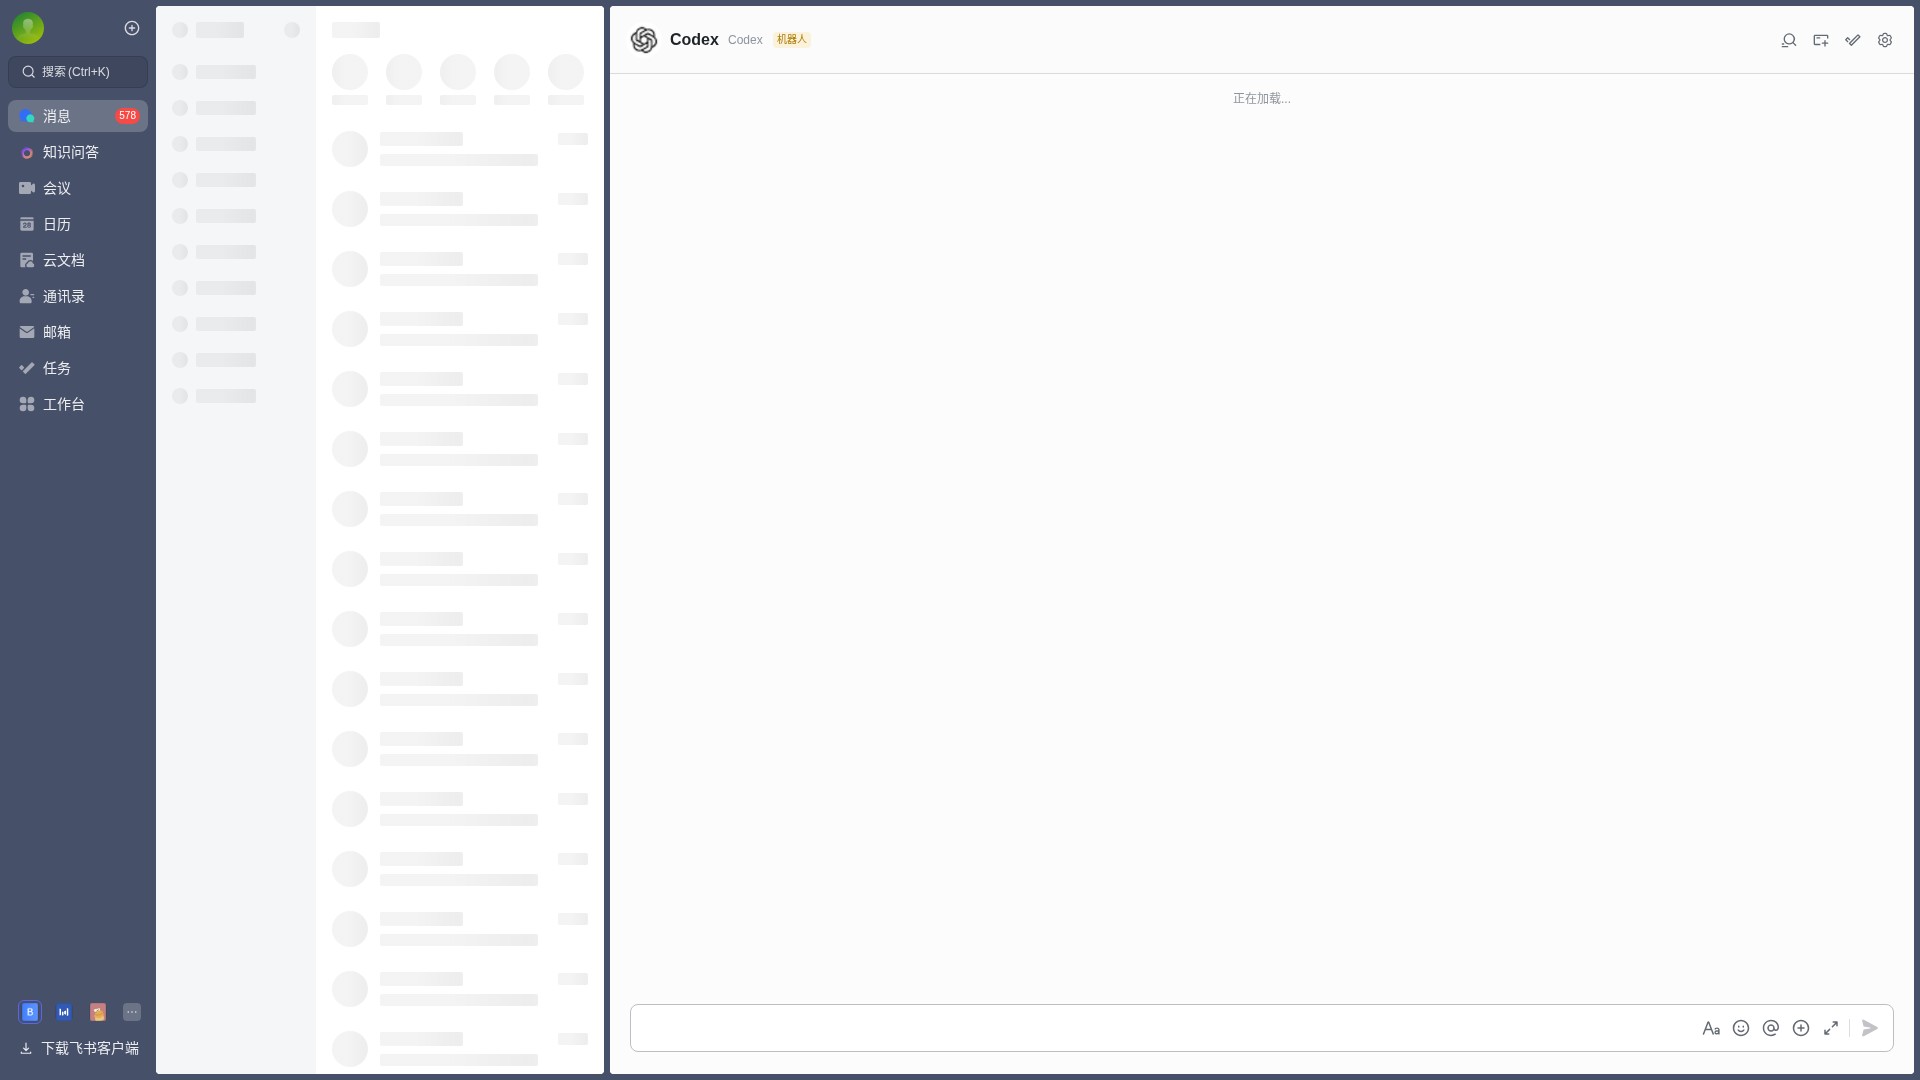 搜索 (Ctrl+K)
消息 578
知识问答
会议
日历
云文档
通讯录
邮箱
任务
工作台
B
下载飞书客户端
Codex Codex 机器人
正在加载...
Aa